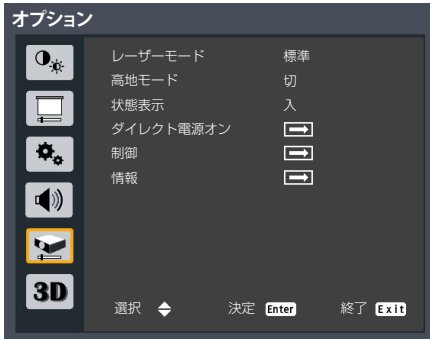 オプション
レーザーモード 標準
高地モード 切
状態表示 入
ダイレクト電源オン
制御
情報
3D
選択 決定 Enter 終了 Exit